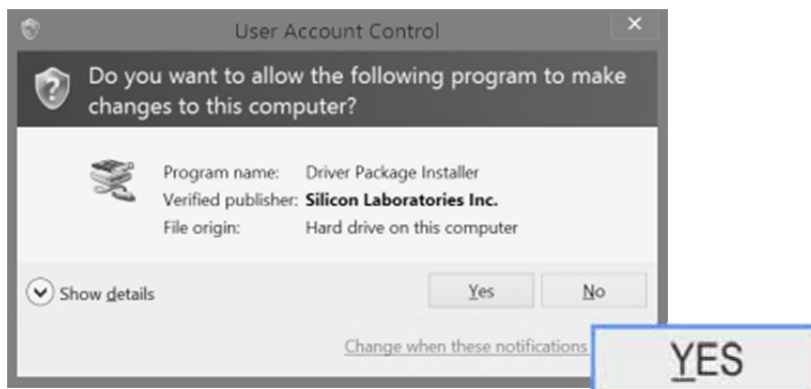 User Account Control
Do you want to allow the following program to make
changes to this computer?
Program name: Driver Package Installer
Verified publisher: Silicon Laboratories Inc.
File origin: Hard drive on this computer
Show details
Yes No
Change when these notifications
YES